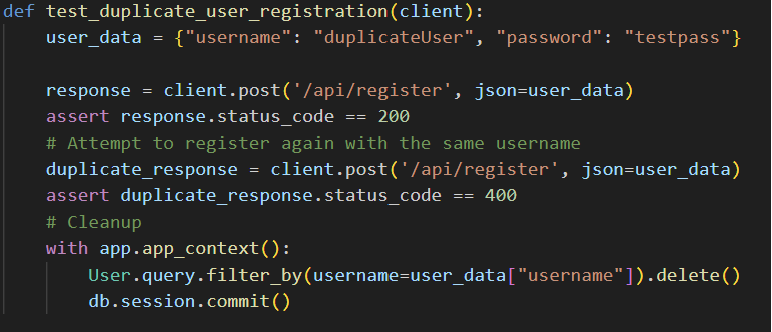 def test_duplicate_user_registration(client):
    user_data = {"username": "duplicateUser", "password": "testpass"}

    response = client.post('/api/register', json=user_data)
    assert response.status_code == 200
    # Attempt to register again with the same username
    duplicate_response = client.post('/api/register', json=user_data)
    assert duplicate_response.status_code == 400
    # Cleanup
    with app.app_context():
        User.query.filter_by(username=user_data["username"]).delete()
        db.session.commit()